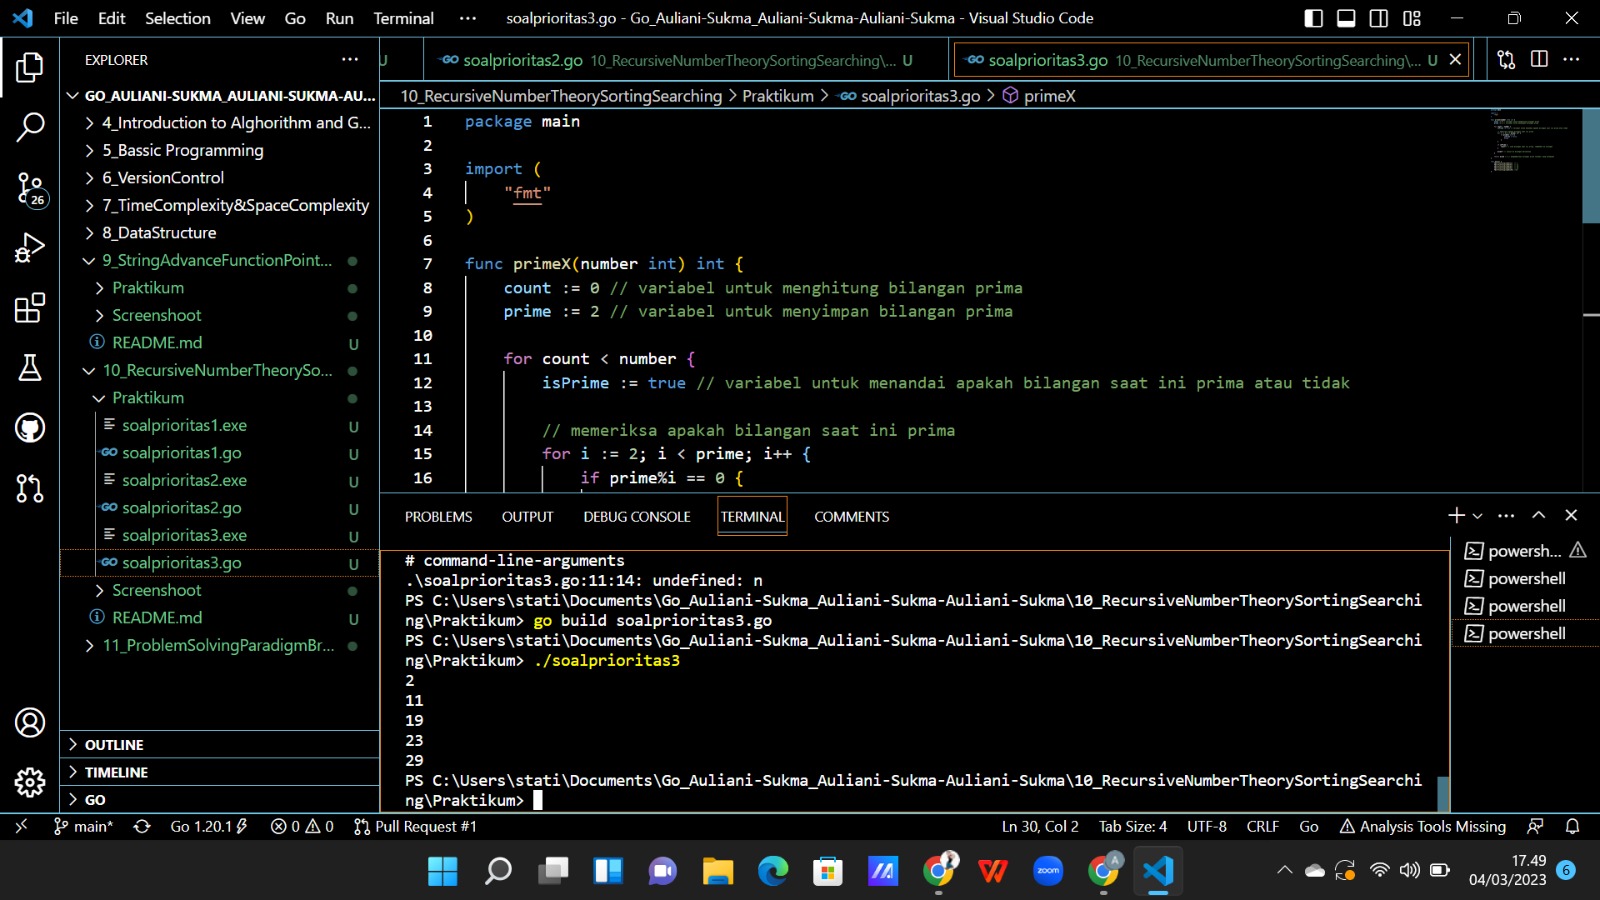 File Edit Selection View Go Run Terminal ··· soalprioritas3.go - Go_Auliani-Sukma_Auliani-Sukma-Auliani-Sukma - Visual Studio Code
EXPLORER ···
GO_AULIANI-SUKMA_AULIANI-SUKMA-AU...
4_Introduction to Alghorithm and G...
5_Bassic Programming
6_VersionControl
7_TimeComplexity&SpaceComplexity
8_DataStructure
9_StringAdvanceFunctionPoint...
Praktikum
Screenshoot
README.md U
10_RecursiveNumberTheorySo...
Praktikum
soalprioritas1.exe U
soalprioritas1.go U
soalprioritas2.exe U
soalprioritas2.go U
soalprioritas3.exe U
soalprioritas3.go U
Screenshoot
README.md U
11_ProblemSolvingParadigmBr...
OUTLINE
TIMELINE
GO
26
U GO soalprioritas2.go 10_RecursiveNumberTheorySortingSearching\... U GO soalprioritas3.go 10_RecursiveNumberTheorySortingSearching\... U
10_RecursiveNumberTheorySortingSearching > Praktikum > GO soalprioritas3.go > primeX
1 package main
2
3 import (
4 "fmt"
5 )
6
7 func primeX(number int) int {
8 count := 0 // variabel untuk menghitung bilangan prima
9 prime := 2 // variabel untuk menyimpan bilangan prima
10
11 for count < number {
12 isPrime := true // variabel untuk menandai apakah bilangan saat ini prima atau tidak
13
14 // memeriksa apakah bilangan saat ini prima
15 for i := 2; i < prime; i++ {
16 if prime%i == 0 {
PROBLEMS OUTPUT DEBUG CONSOLE TERMINAL COMMENTS
# command-line-arguments
.\soalprioritas3.go:11:14: undefined: n
PS C:\Users\stati\Documents\Go_Auliani-Sukma_Auliani-Sukma-Auliani-Sukma\10_RecursiveNumberTheorySortingSearchi
ng\Praktikum> go build soalprioritas3.go
PS C:\Users\stati\Documents\Go_Auliani-Sukma_Auliani-Sukma-Auliani-Sukma\10_RecursiveNumberTheorySortingSearchi
ng\Praktikum> ./soalprioritas3
2
11
19
23
29
PS C:\Users\stati\Documents\Go_Auliani-Sukma_Auliani-Sukma-Auliani-Sukma\10_RecursiveNumberTheorySortingSearchi
ng\Praktikum>
powersh...
powershell
powershell
powershell
main* Go 1.20.1 0 0 Pull Request #1 Ln 30, Col 2 Tab Size: 4 UTF-8 CRLF Go Analysis Tools Missing
zoom A
17.49
04/03/2023 6